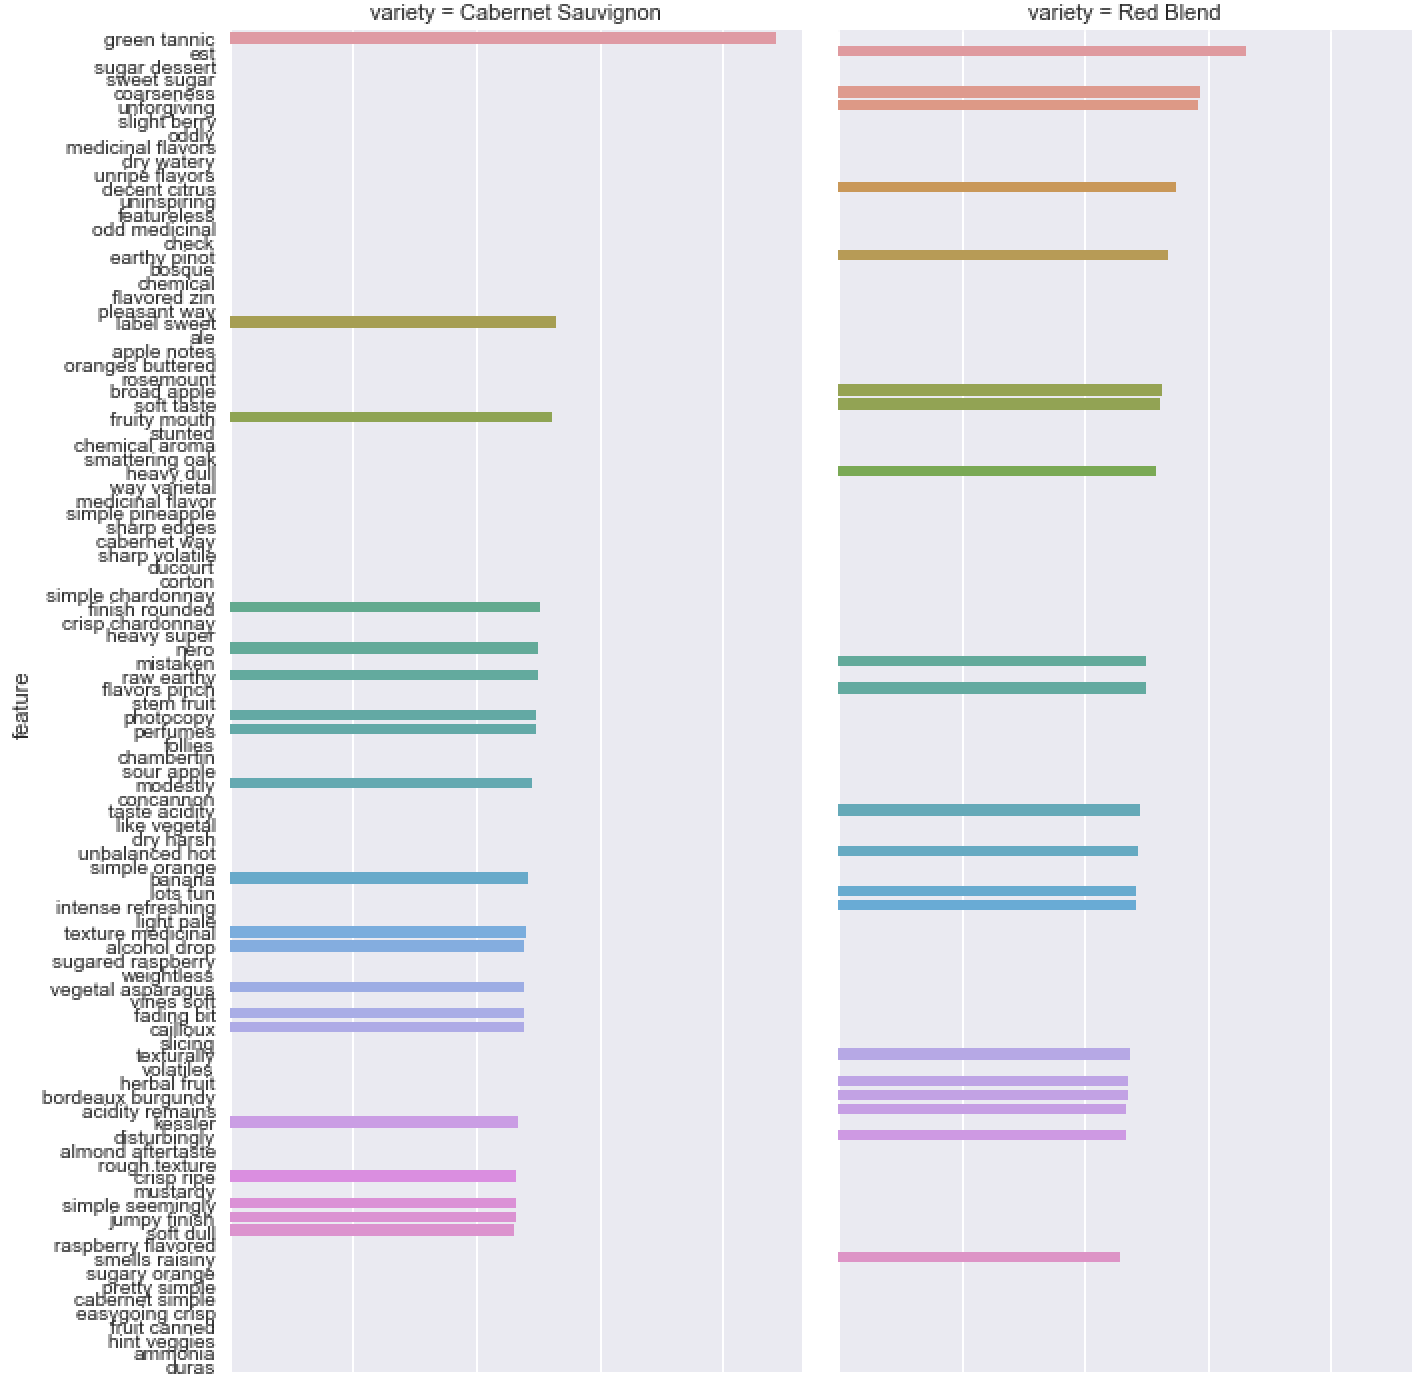 variety = Cabernet Sauvignon
variety = Red Blend
green tannic
est
sugar dessert
sweet sugar
coarseness
unforgiving
slight berry
oddly
medicinal flavors
dry watery
unripe flavors
decent citrus
uninspiring
featureless
odd medicinal
check
earthy pinot
bosque
chemical
flavored zin
pleasant way
label sweet
ale
apple notes
oranges buttered
rosemount
broad apple
soft taste
fruity mouth
stunted
chemical aroma
smattering oak
heavy dull
way varietal
medicinal flavor
simple pineapple
sharp edges
cabernet way
sharp volatile
ducourt
corton
simple chardonnay
finish rounded
crisp chardonnay
heavy super
nero
mistaken
raw earthy
flavors pinch
stem fruit
photocopy
perfumes
follies
chambertin
sour apple
modestly
concannon
taste acidity
like vegetal
dry harsh
unbalanced hot
simple orange
banana
lots fun
intense refreshing
light pale
texture medicinal
alcohol drop
sugared raspberry
weightless
vegetal asparagus
vines soft
fading bit
cailloux
slicing
texturally
volatiles
herbal fruit
bordeaux burgundy
acidity remains
kessler
disturbingly
almond aftertaste
rough texture
crisp ripe
mustardy
simple seemingly
jumpy finish
soft dull
raspberry flavored
smells raisiny
sugary orange
pretty simple
cabernet simple
easygoing crisp
fruit canned
hint veggies
ammonia
duras
feature